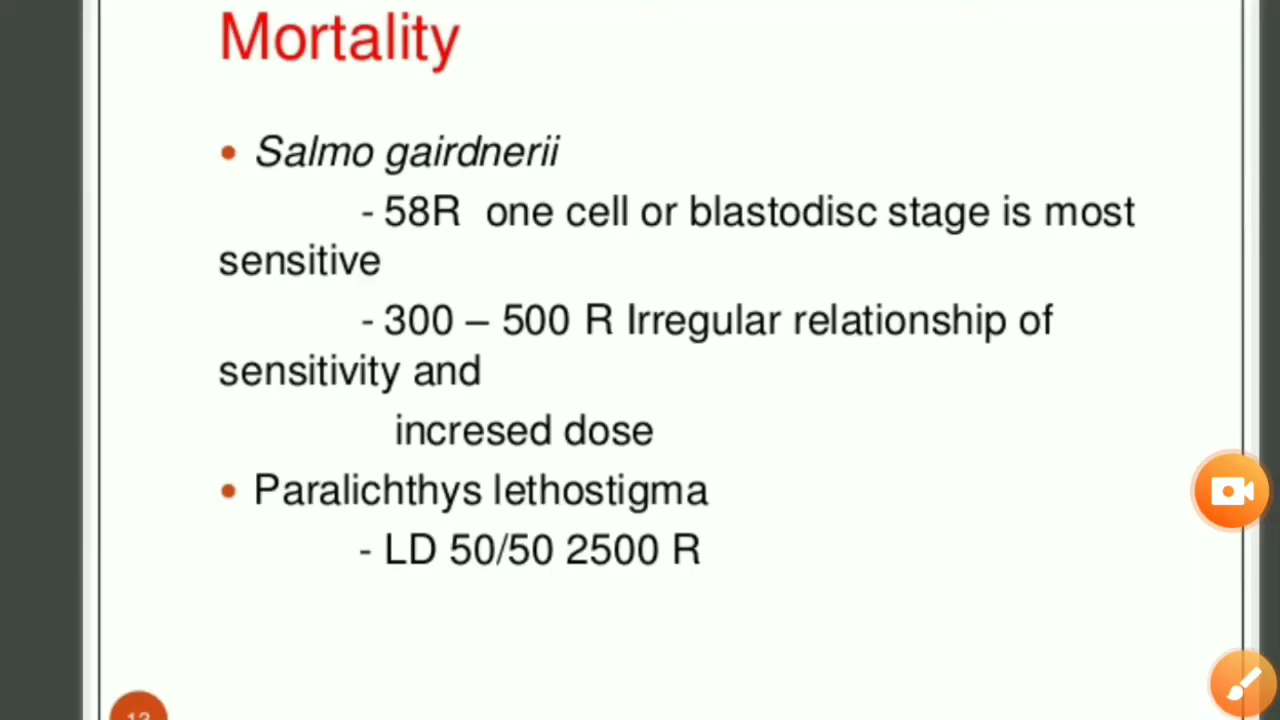 Mortality
• Salmo gairdnerii
- 58R one cell or blastodisc stage is most
sensitive
- 300 – 500 R Irregular relationship of
sensitivity and
incresed dose
• Paralichthys lethostigma
- LD 50/50 2500 R